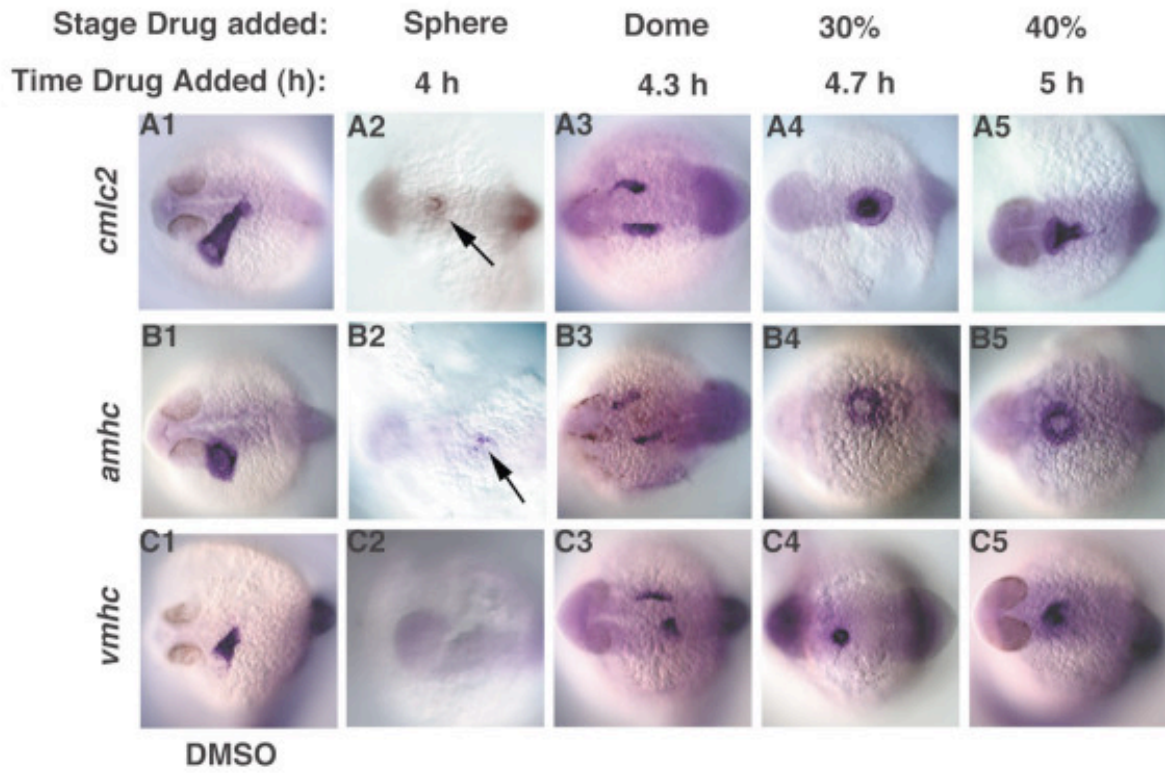 Stage Drug added: Sphere Dome 30% 40%
Time Drug Added (h): 4 h 4.3 h 4.7 h 5 h
A1 A2 A3 A4 A5
cmlc2
B1 B2 B3 B4 B5
amhc
C1 C2 C3 C4 C5
vmhc
DMSO